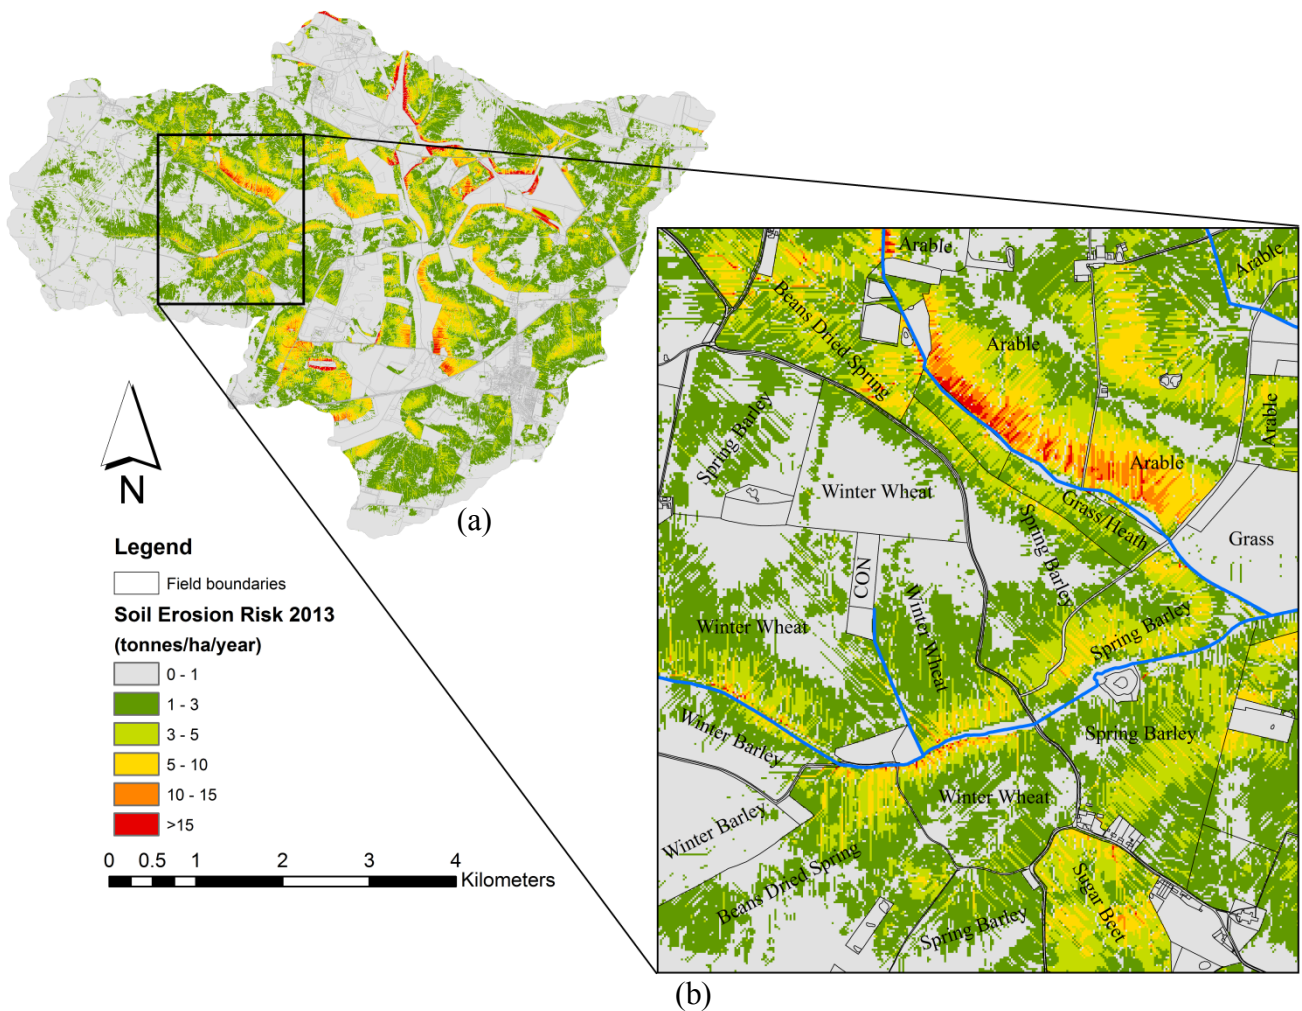 Arable
Arable
Beans Dried Spring
Arable
Spring Barley
Arable
Arable
Winter Wheat
Grass/Heath
Spring Barley
Grass
CON
Winter Wheat
Winter Wheat
Spring Barley
Winter Barley
Spring Barley
Winter Wheat
Winter Barley
Beans Dried Spring
Spring Barley
Sugar Beet
(b)
(a)
N
Legend
Field boundaries
Soil Erosion Risk 2013
(tonnes/ha/year)
0 - 1
1 - 3
3 - 5
5 - 10
10 - 15
>15
0 0.5 1 2 3 4
Kilometers